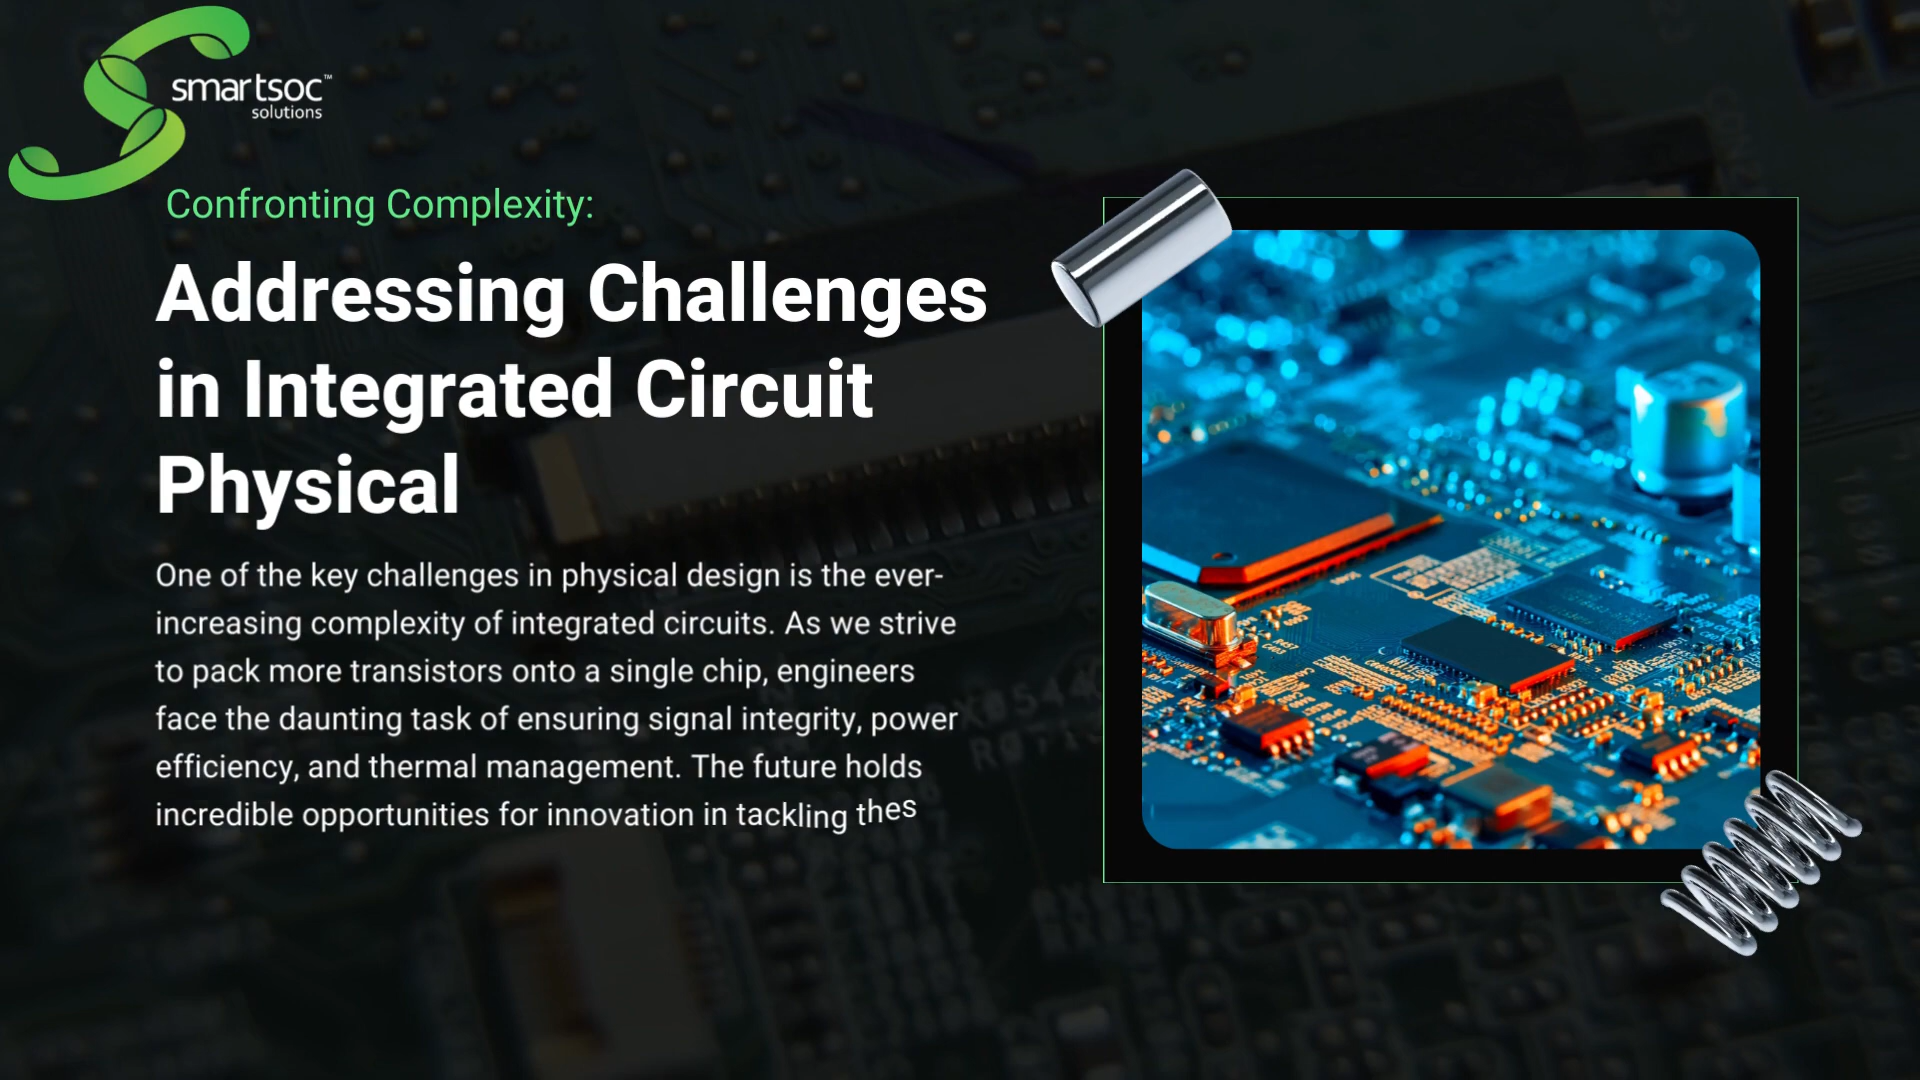 smartsoc™
solutions
Confronting Complexity:
Addressing Challenges
in Integrated Circuit
Physical
One of the key challenges in physical design is the ever-
increasing complexity of integrated circuits. As we strive
to pack more transistors onto a single chip, engineers
face the daunting task of ensuring signal integrity, power
efficiency, and thermal management. The future holds
incredible opportunities for innovation in tackling thes